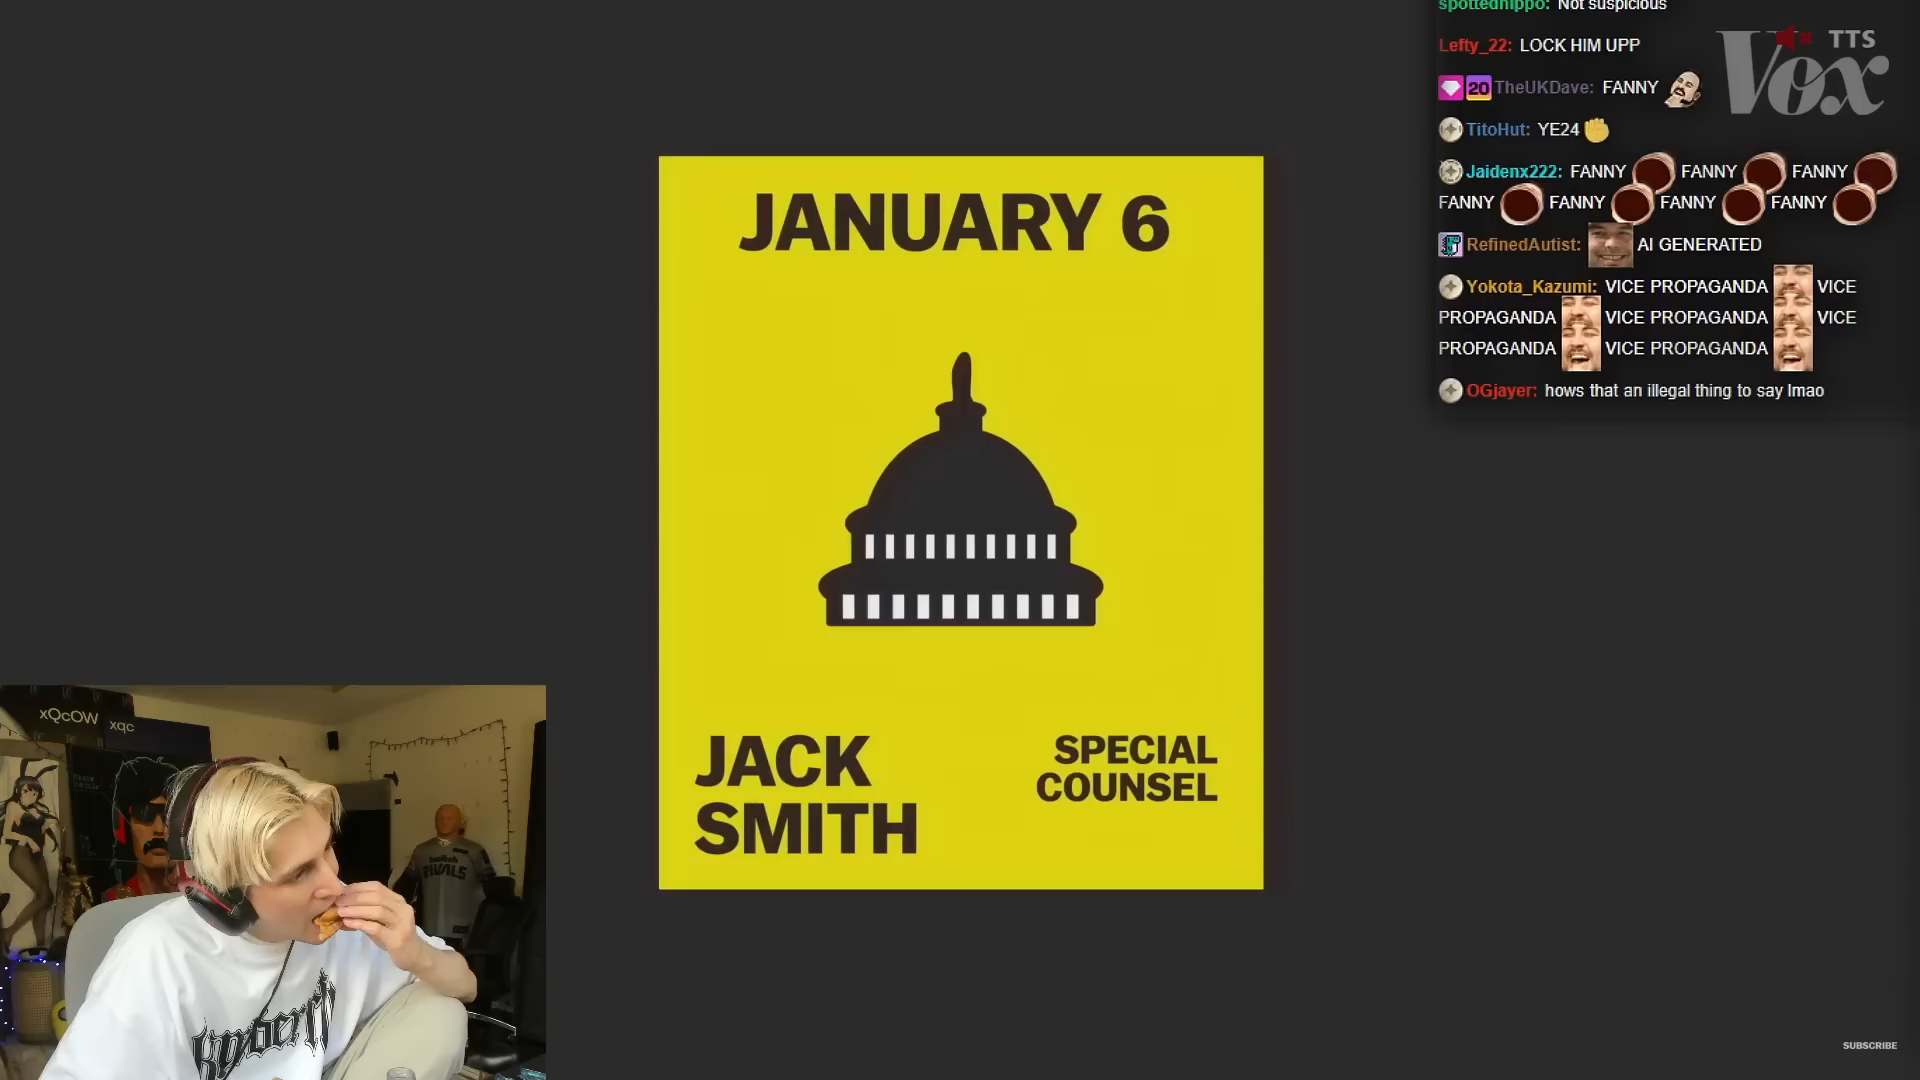 spottedhippo: Not suspicious
Lefty_22: LOCK HIM UPP
TTS
Vox
20 TheUKDave: FANNY
TitoHut: YE24
Jaidenx222: FANNY FANNY FANNY
FANNY FANNY FANNY FANNY
RefinedAutist: AI GENERATED
Yokota_Kazumi: VICE PROPAGANDA VICE
PROPAGANDA VICE PROPAGANDA VICE
PROPAGANDA VICE PROPAGANDA
OGjayer: hows that an illegal thing to say lmao
JANUARY 6
JACK
SMITH
SPECIAL
COUNSEL
xQcOW
xqc
RIVALS
SUBSCRIBE